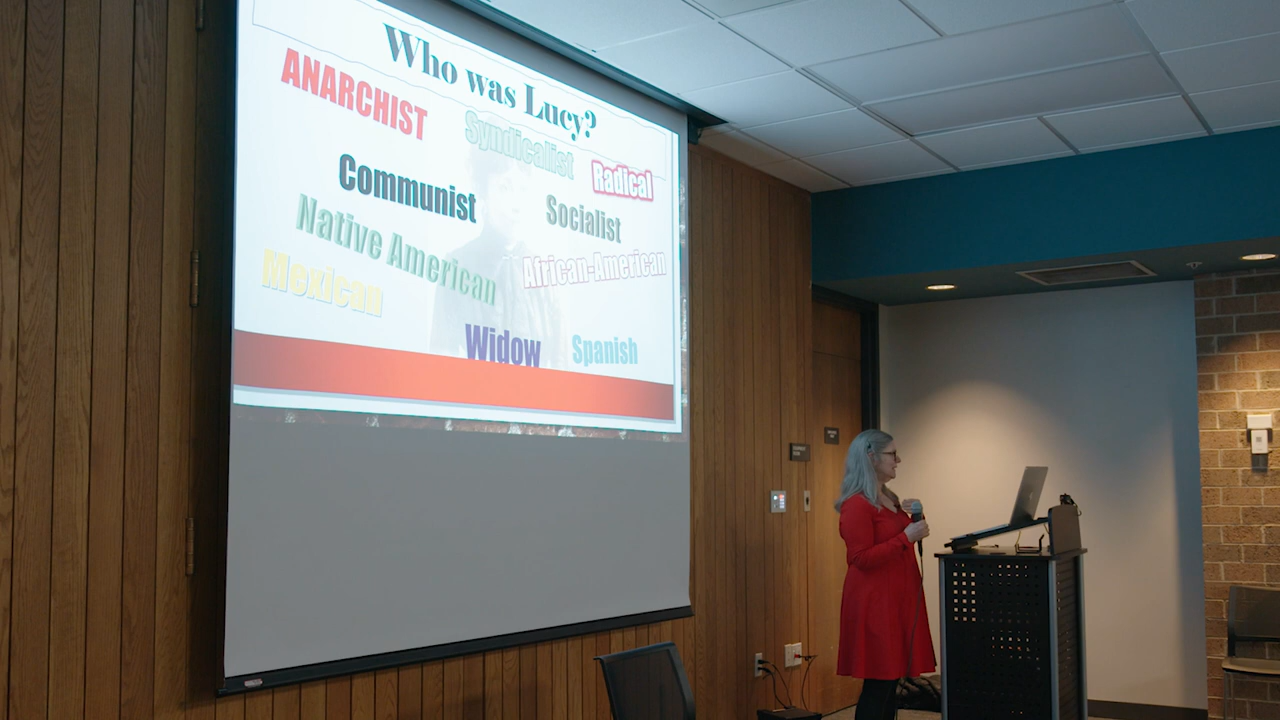 Who was Lucy?
ANARCHIST
Syndicalist
Radical
Communist
Socialist
Native American
African-American
Mexican
Widow
Spanish